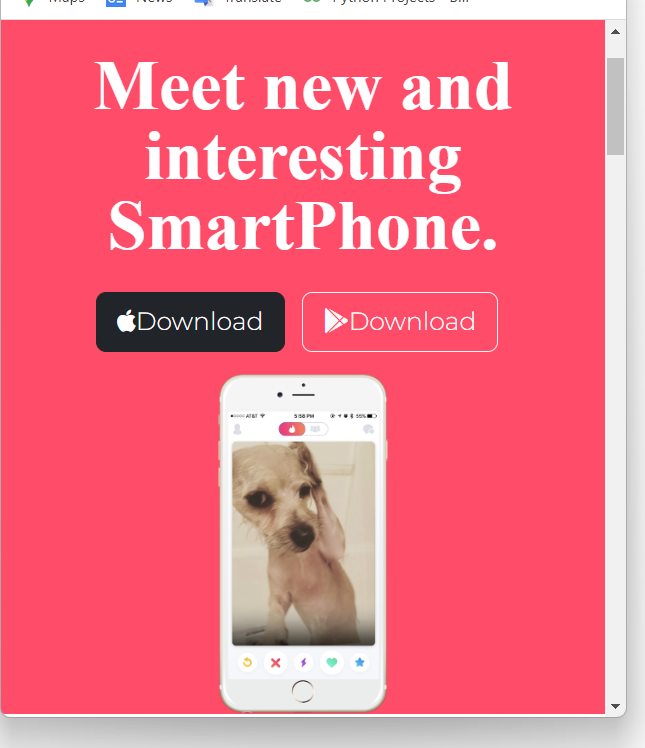 Maps News Translate Python Projects - Bill
Meet new and
interesting
SmartPhone.
Download Download
AT&T 5:58 PM 55%